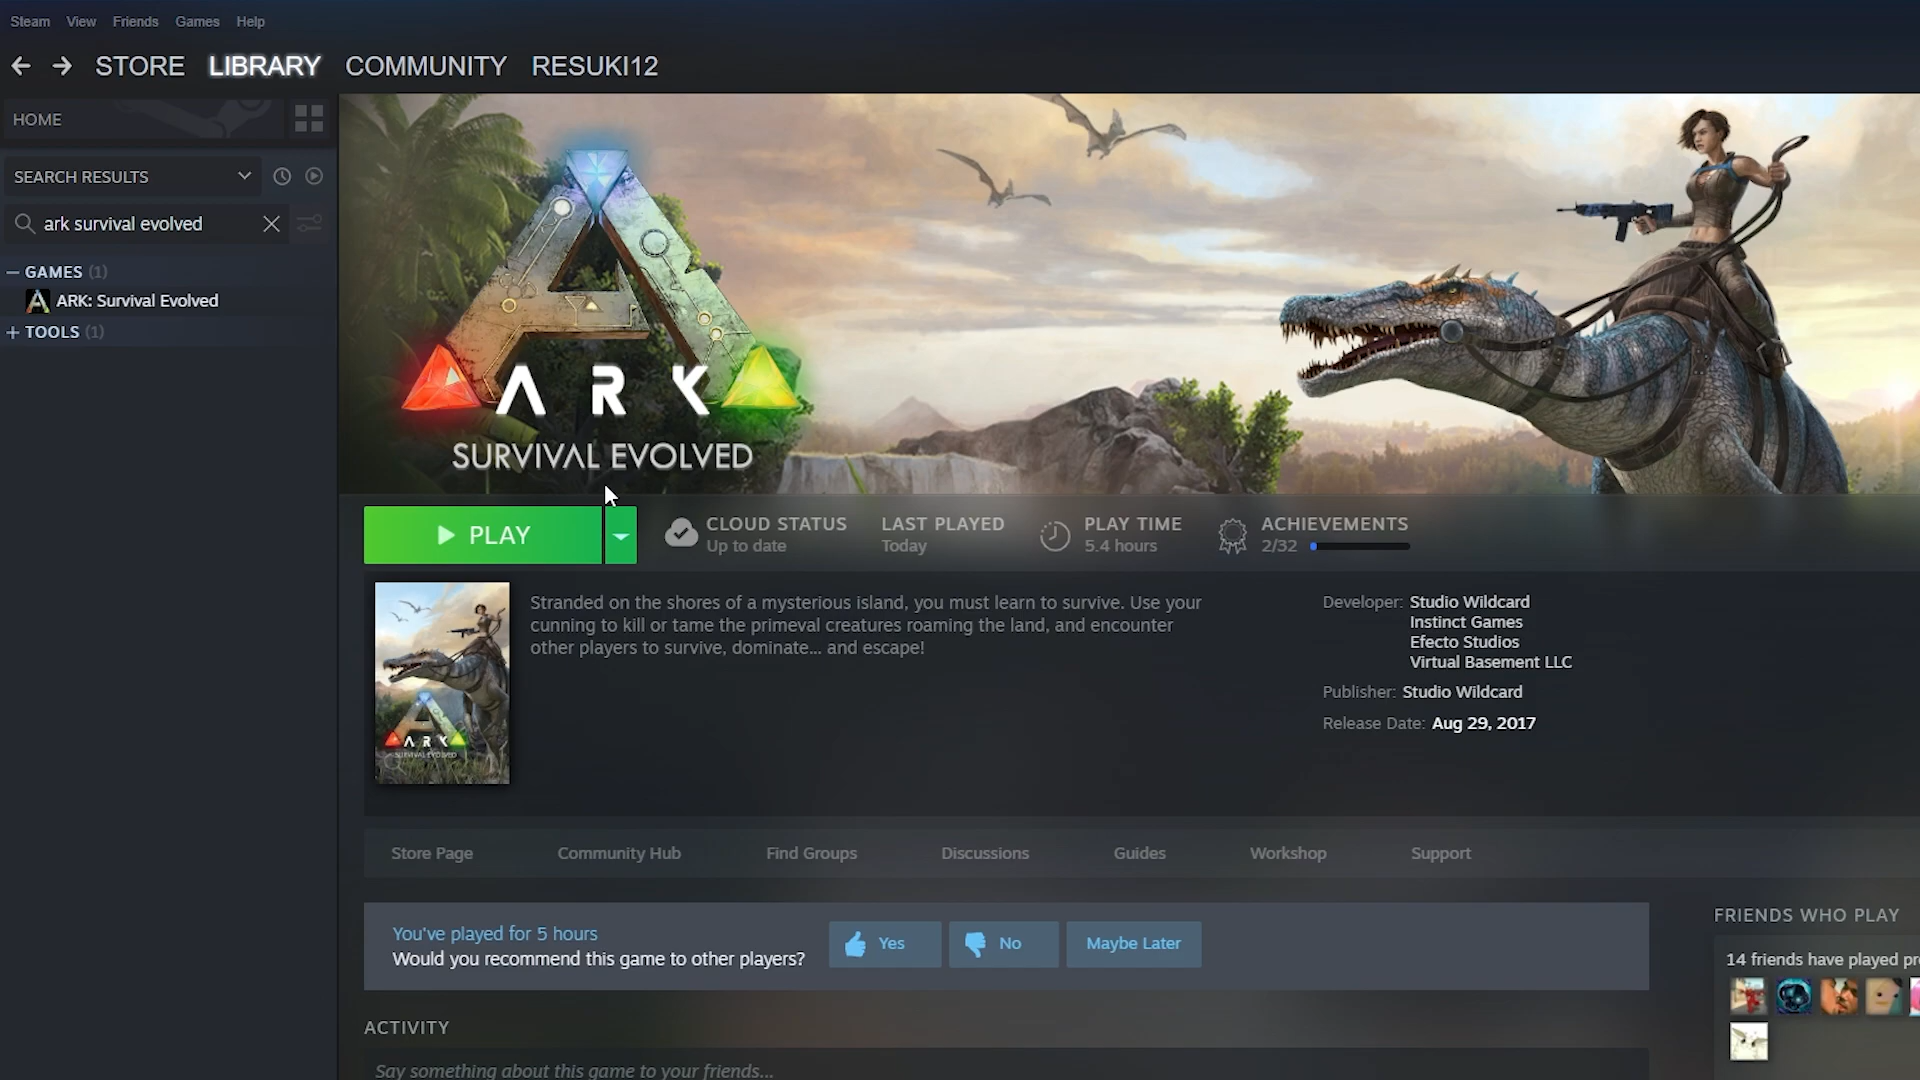 Steam View Friends Games Help
STORE LIBRARY COMMUNITY RESUKI12
HOME
SEARCH RESULTS
ark survival evolved
GAMES (1)
ARK: Survival Evolved
TOOLS (1)
ARK
SURVIVAL EVOLVED
PLAY
CLOUD STATUS
Up to date
LAST PLAYED
Today
PLAY TIME
5.4 hours
ACHIEVEMENTS
2/32
ARK
SURVIVAL EVOLVED
Stranded on the shores of a mysterious island, you must learn to survive. Use your
cunning to kill or tame the primeval creatures roaming the land, and encounter
other players to survive, dominate... and escape!
Developer: Studio Wildcard
Instinct Games
Efecto Studios
Virtual Basement LLC
Publisher: Studio Wildcard
Release Date: Aug 29, 2017
Store Page Community Hub Find Groups Discussions Guides Workshop Support
You've played for 5 hours
Would you recommend this game to other players?
Yes No Maybe Later
FRIENDS WHO PLAY
14 friends have played pr
ACTIVITY
Say something about this game to your friends...